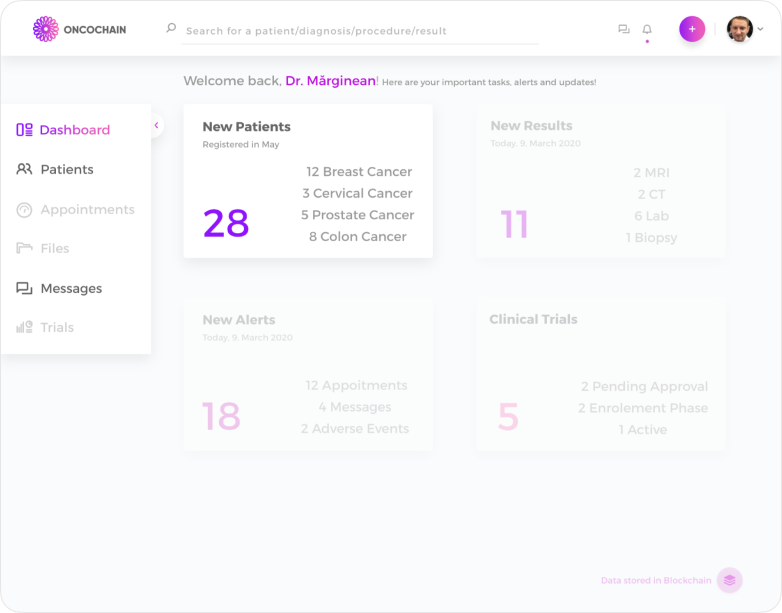 ONCOCHAIN
Search for a patient/diagnosis/procedure/result
+
Welcome back, Dr. Mărginean! Here are your important tasks, alerts and updates!
Dashboard
Patients
Appointments
Files
Messages
Trials
New Patients
Registered in May
28
12 Breast Cancer
3 Cervical Cancer
5 Prostate Cancer
8 Colon Cancer
New Results
Today, 9. March 2020
11
2 MRI
2 CT
6 Lab
1 Biopsy
New Alerts
Today, 9. March 2020
18
12 Appoitments
4 Messages
2 Adverse Events
Clinical Trials
5
2 Pending Approval
2 Enrolement Phase
1 Active
Data stored in Blockchain